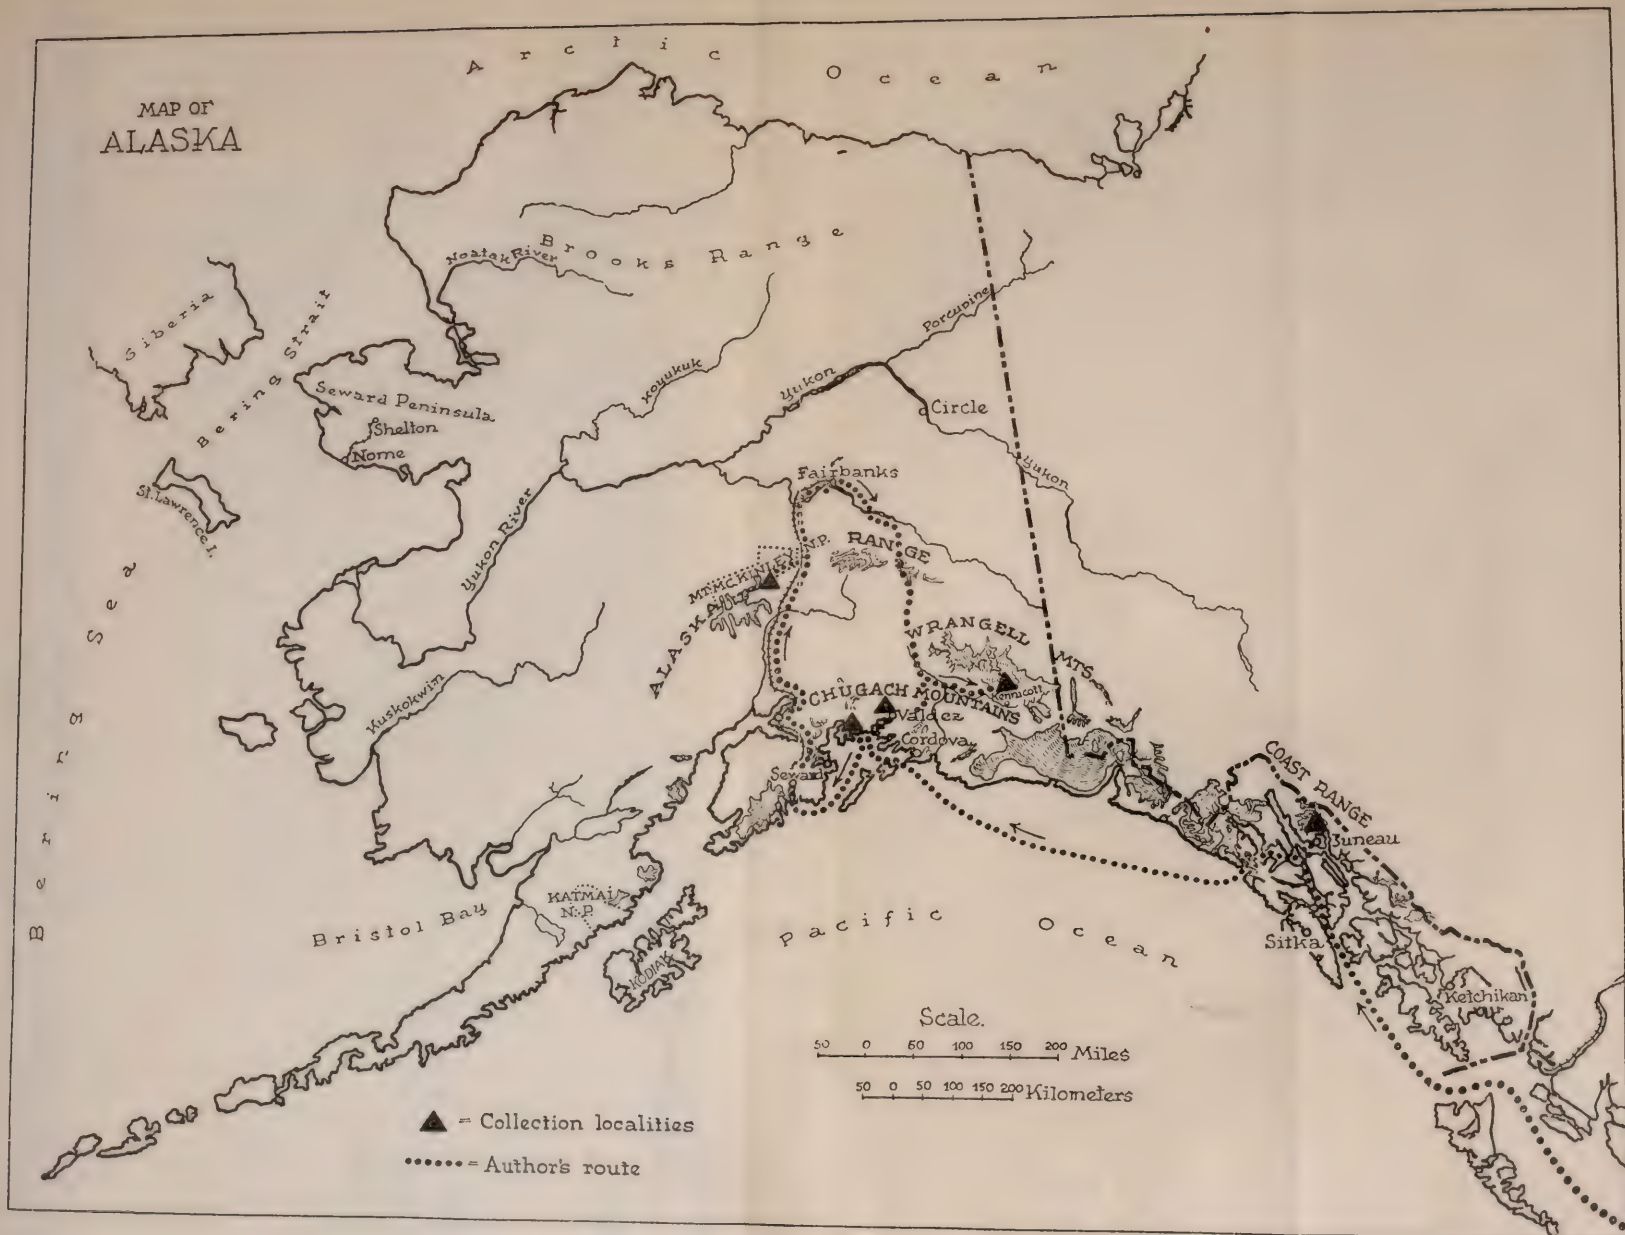 Arctic Ocean
MAP OF
ALASKA
Brooks Range
Noatak River
Siberia
Bering Strait
Porcupine
Koyukuk
Yukon
Seward Peninsula
Shelton
Nome
Circle
Yukon
St. Lawrence I.
Fairbanks
Yukon River
MT. McKINLEY N.P.
ALASKA RANGE
WRANGELL MTS.
Kuskokwim
Kennicott
CHUGACH MOUNTAINS
Valdez
Cordova
Seward
COAST RANGE
Juneau
Bering Sea
Bristol Bay
KATMAI
N.P.
KODIAK
Pacific Ocean
Sitka
Ketchikan
Scale.
50 0 50 100 150 200 Miles
50 0 50 100 150 200 Kilometers
▲ = Collection localities
•••••• = Author's route